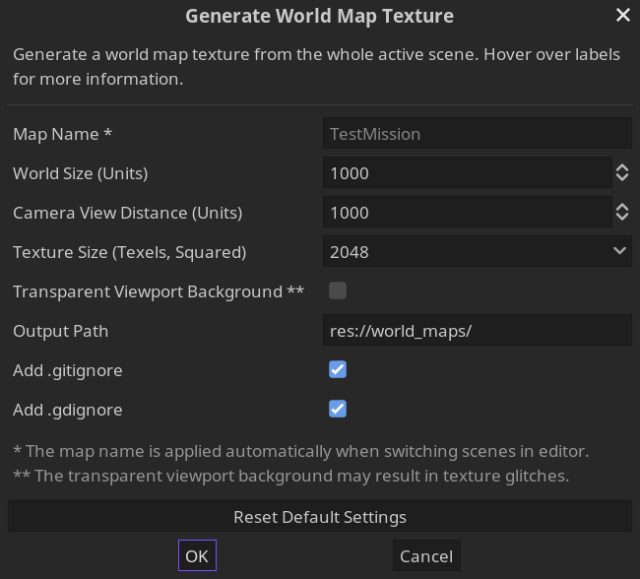 Generate World Map Texture
Generate a world map texture from the whole active scene. Hover over labels
for more information.
Map Name *
TestMission
World Size (Units)
1000
Camera View Distance (Units)
1000
Texture Size (Texels, Squared)
2048
Transparent Viewport Background **
Output Path
res://world_maps/
Add .gitignore
Add .gdignore
* The map name is applied automatically when switching scenes in editor.
** The transparent viewport background may result in texture glitches.
Reset Default Settings
OK
Cancel